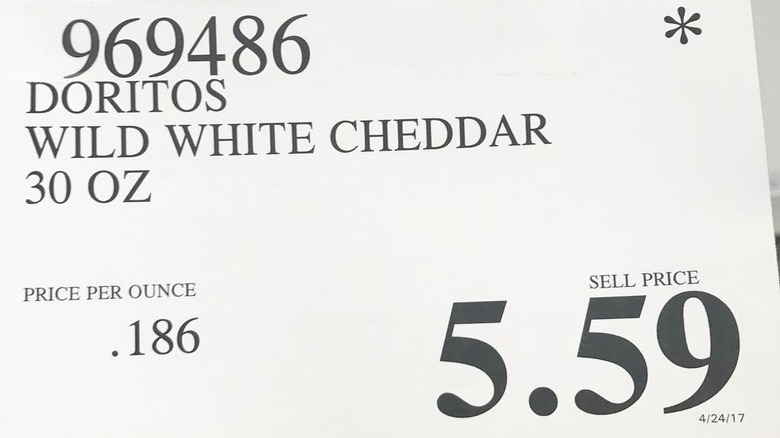 969486 *
DORITOS
WILD WHITE CHEDDAR
30 OZ
PRICE PER OUNCE
.186
SELL PRICE
5.59
4/24/17